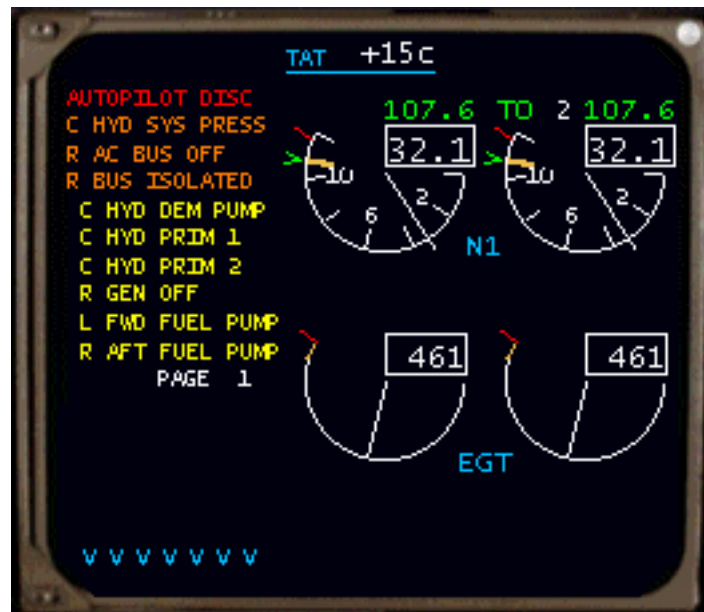 TAT +15c
AUTOPILOT DISC
C HYD SYS PRESS
R AC BUS OFF
R BUS ISOLATED
C HYD DEM PUMP
C HYD PRIM 1
C HYD PRIM 2
R GEN OFF
L FWD FUEL PUMP
R AFT FUEL PUMP
PAGE 1
107.6 TO 2 107.6
32.1 32.1
10 10
2 2
6 6
N1
461 461
EGT
V V V V V V V